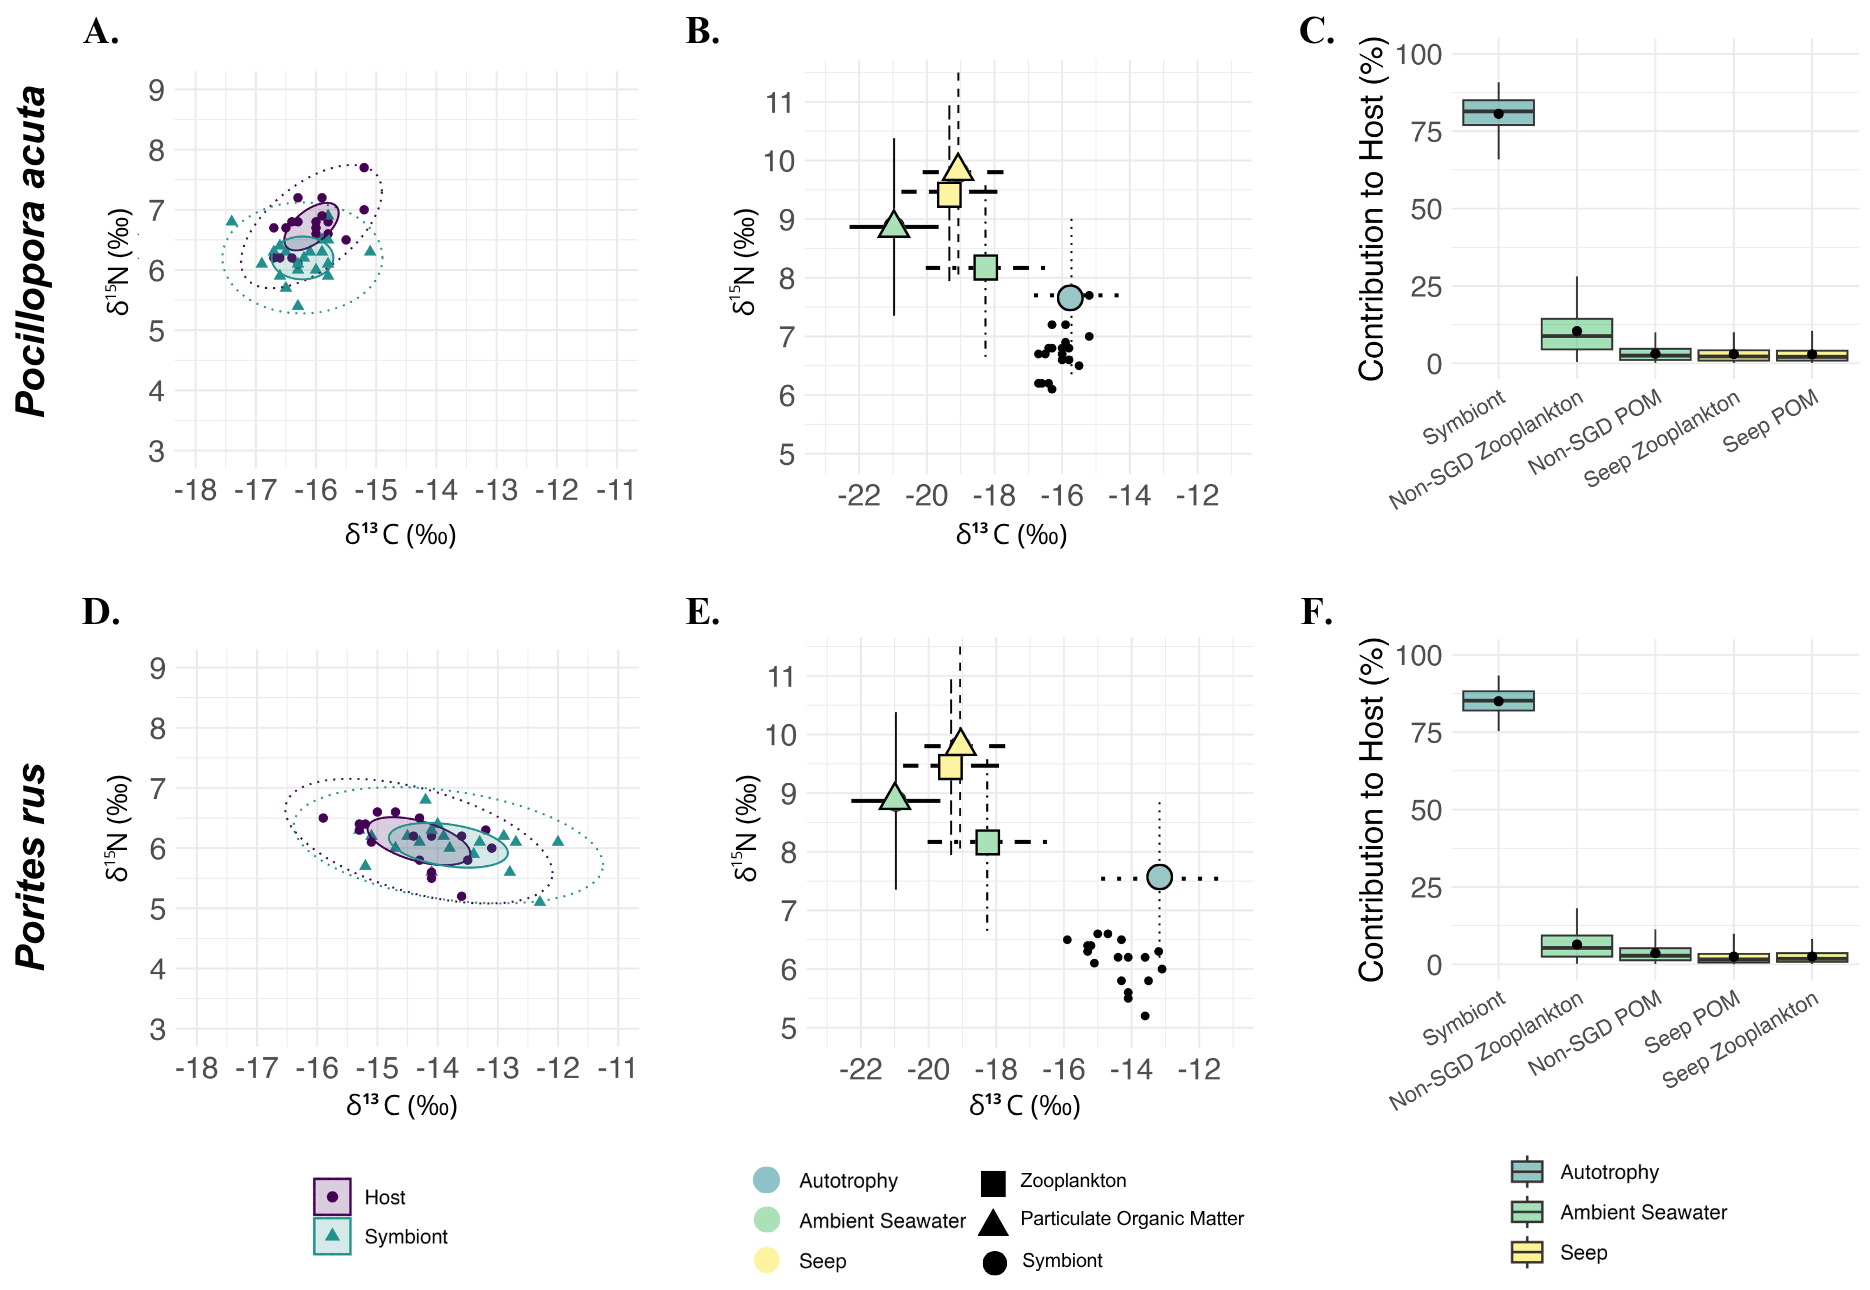 A.
B.
C.
Pocillopora acuta
9
8
7
6
5
4
3
δ¹⁵N (‰)
-18 -17 -16 -15 -14 -13 -12 -11
δ¹³C (‰)
11
10
9
8
7
6
5
δ¹⁵N (‰)
-22 -20 -18 -16 -14 -12
δ¹³C (‰)
Contribution to Host (%)
100
75
50
25
0
Symbiont
Non-SGD Zooplankton
Non-SGD POM
Seep Zooplankton
Seep POM
D.
E.
F.
Porites rus
9
8
7
6
5
4
3
δ¹⁵N (‰)
-18 -17 -16 -15 -14 -13 -12 -11
δ¹³C (‰)
11
10
9
8
7
6
5
δ¹⁵N (‰)
-22 -20 -18 -16 -14 -12
δ¹³C (‰)
Contribution to Host (%)
100
75
50
25
0
Symbiont
Non-SGD Zooplankton
Non-SGD POM
Seep POM
Seep Zooplankton
Host
Symbiont
Autotrophy
Ambient Seawater
Seep
Zooplankton
Particulate Organic Matter
Symbiont
Autotrophy
Ambient Seawater
Seep